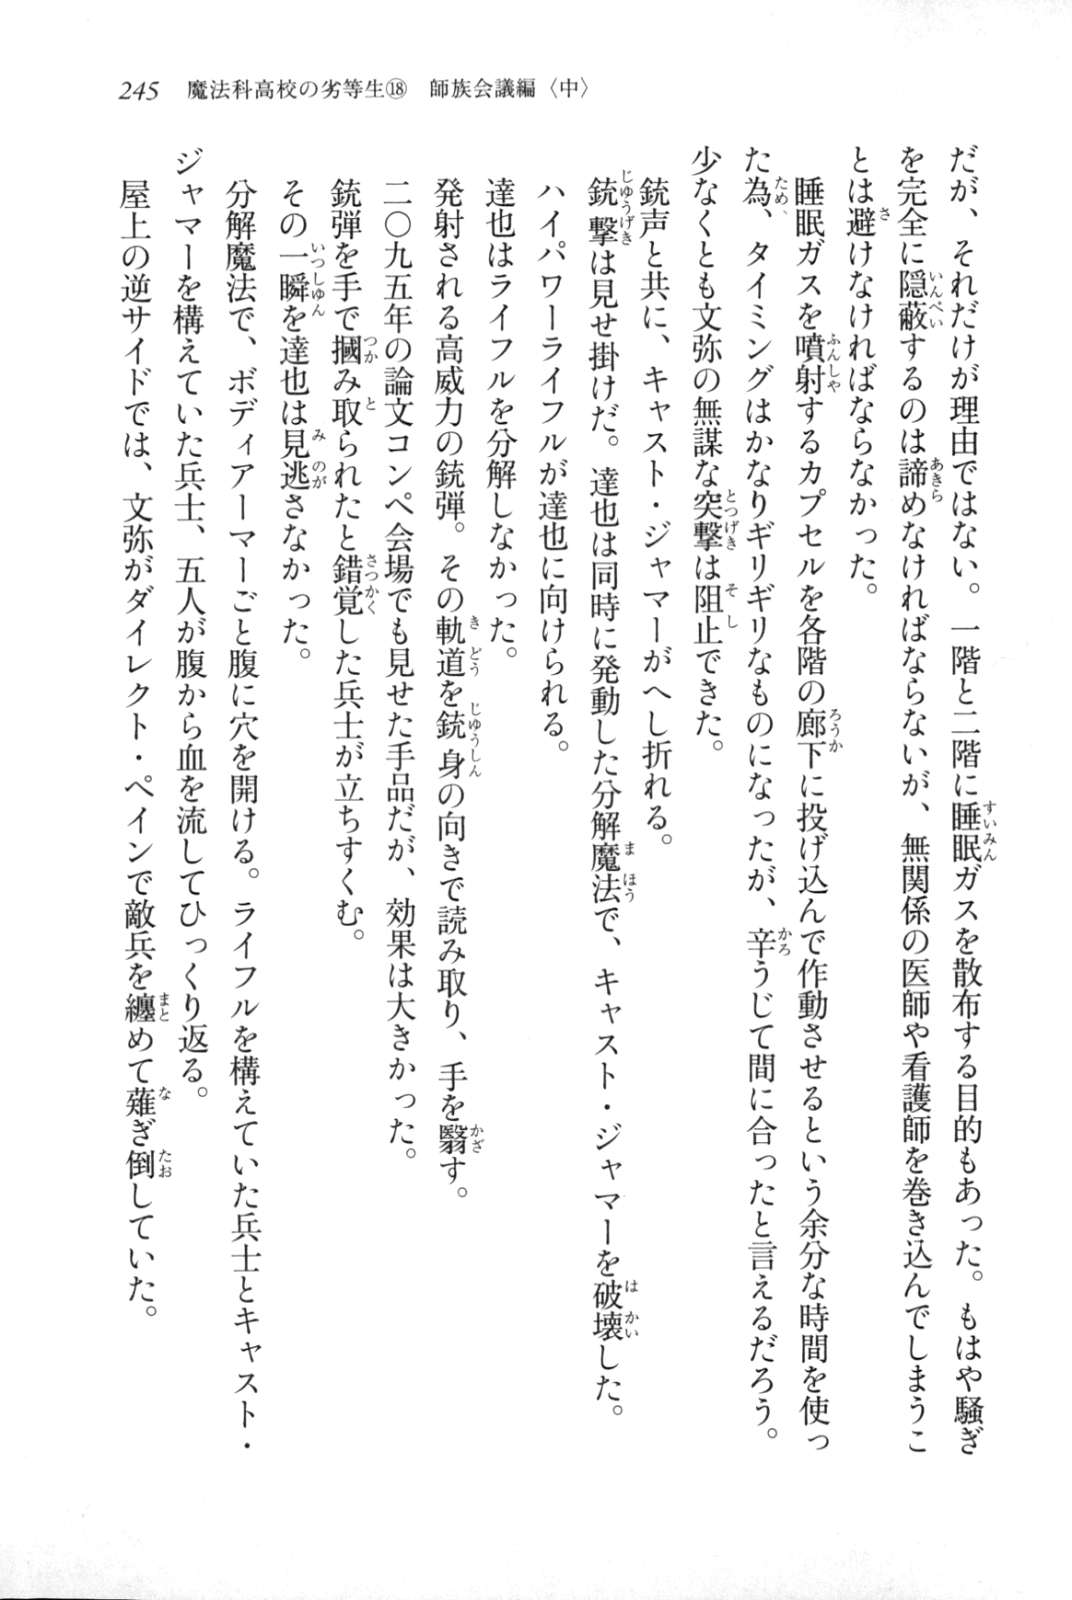 245 魔法科高校の劣等生⑱ 師族会議編〈中〉
だが、それだけが理由ではない。一階と二階に睡眠ガスを散布する目的もあった。もはや騒ぎ
を完全に隠蔽するのは諦めなければならないが、無関係の医師や看護師を巻き込んでしまうこ
とは避けなければならなかった。
睡眠ガスを噴射するカプセルを各階の廊下に投げ込んで作動させるという余分な時間を使っ
た為、タイミングはかなりギリギリなものになったが、辛うじて間に合ったと言えるだろう。
少なくとも文弥の無謀な突撃は阻止できた。
銃声と共に、キャスト・ジャマーがへし折れる。
銃撃は見せ掛けだ。達也は同時に発動した分解魔法で、キャスト・ジャマーを破壊した。
ハイパワーライフルが達也に向けられる。
達也はライフルを分解しなかった。
発射される高威力の銃弾。その軌道を銃身の向きで読み取り、手を翳す。
二〇九五年の論文コンペ会場でも見せた手品だが、効果は大きかった。
銃弾を手で摑み取られたと錯覚した兵士が立ちすくむ。
その一瞬を達也は見逃さなかった。
分解魔法で、ボディアーマーごと腹に穴を開ける。ライフルを構えていた兵士とキャスト・
ジャマーを構えていた兵士、五人が腹から血を流してひっくり返る。
屋上の逆サイドでは、文弥がダイレクト・ペインで敵兵を纏めて薙ぎ倒していた。